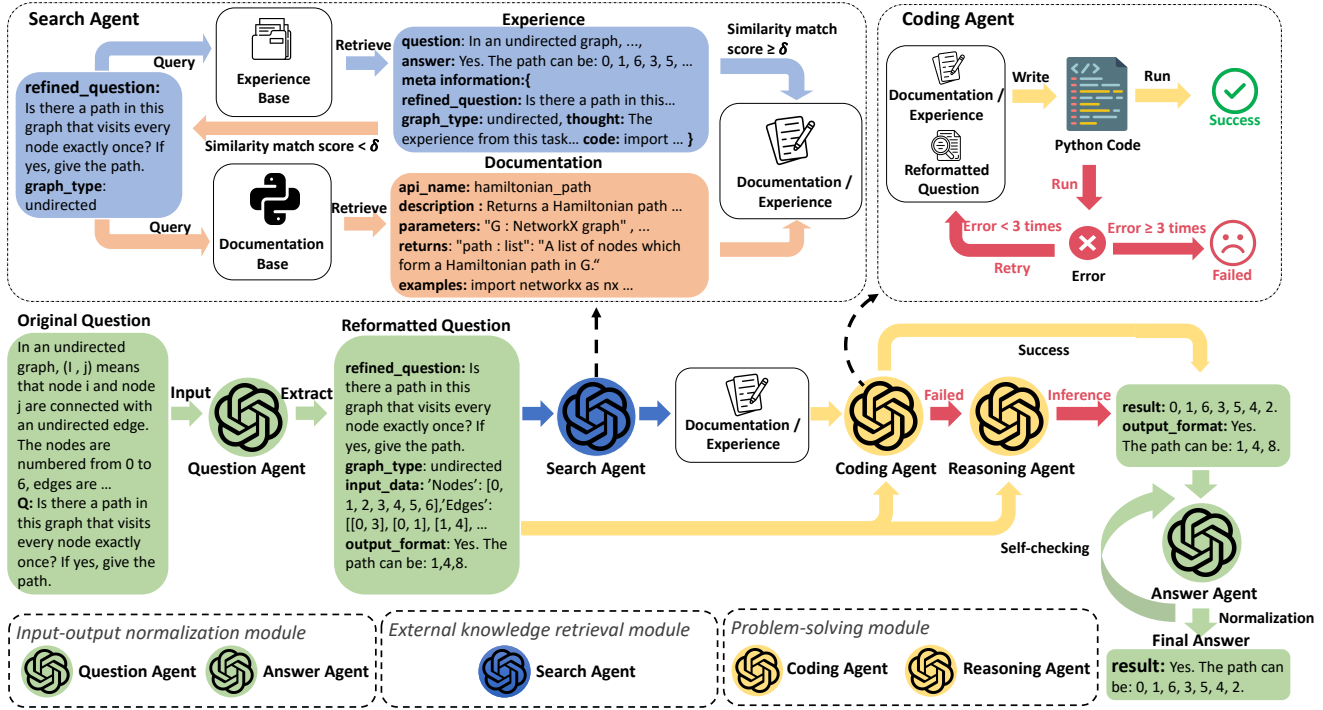 Search Agent
refined_question:
Is there a path in this
graph that visits every
node exactly once? If
yes, give the path.
graph_type:
undirected
Query
Experience
Base
Retrieve
Similarity match score < δ
Query
Documentation
Base
Retrieve
Experience
question: In an undirected graph, ...,
answer: Yes. The path can be: 0, 1, 6, 3, 5, ...
meta information:{
refined_question: Is there a path in this...
graph_type: undirected, thought: The
experience from this task... code: import ... }
Documentation
api_name: hamiltonian_path
description : Returns a Hamiltonian path ...
parameters: "G : NetworkX graph" , ...
returns: "path : list": "A list of nodes which
form a Hamiltonian path in G.“
examples: import networkx as nx ...
Similarity match
score ≥ δ
Documentation /
Experience
Coding Agent
Documentation /
Experience
Reformatted
Question
Write
</>
Python Code
Run
Success
Run
Error < 3 times
Retry
Error
Error ≥ 3 times
Failed
Original Question
In an undirected
graph, (I , j) means
that node i and node
j are connected with
an undirected edge.
The nodes are
numbered from 0 to
6, edges are ...
Q: Is there a path in
this graph that visits
every node exactly
once? If yes, give the
path.
Input
Question Agent
Extract
Reformatted Question
refined_question: Is
there a path in this
graph that visits every
node exactly once? If
yes, give the path.
graph_type: undirected
input_data: 'Nodes': [0,
1, 2, 3, 4, 5, 6],'Edges':
[[0, 3], [0, 1], [1, 4], ...
output_format: Yes. The
path can be: 1,4,8.
Search Agent
Documentation /
Experience
Coding Agent
Failed
Reasoning Agent
Inference
Success
result: 0, 1, 6, 3, 5, 4, 2.
output_format: Yes.
The path can be: 1, 4, 8.
Self-checking
Answer Agent
Normalization
Final Answer
result: Yes. The path can
be: 0, 1, 6, 3, 5, 4, 2.
Input-output normalization module
Question Agent
Answer Agent
External knowledge retrieval module
Search Agent
Problem-solving module
Coding Agent
Reasoning Agent